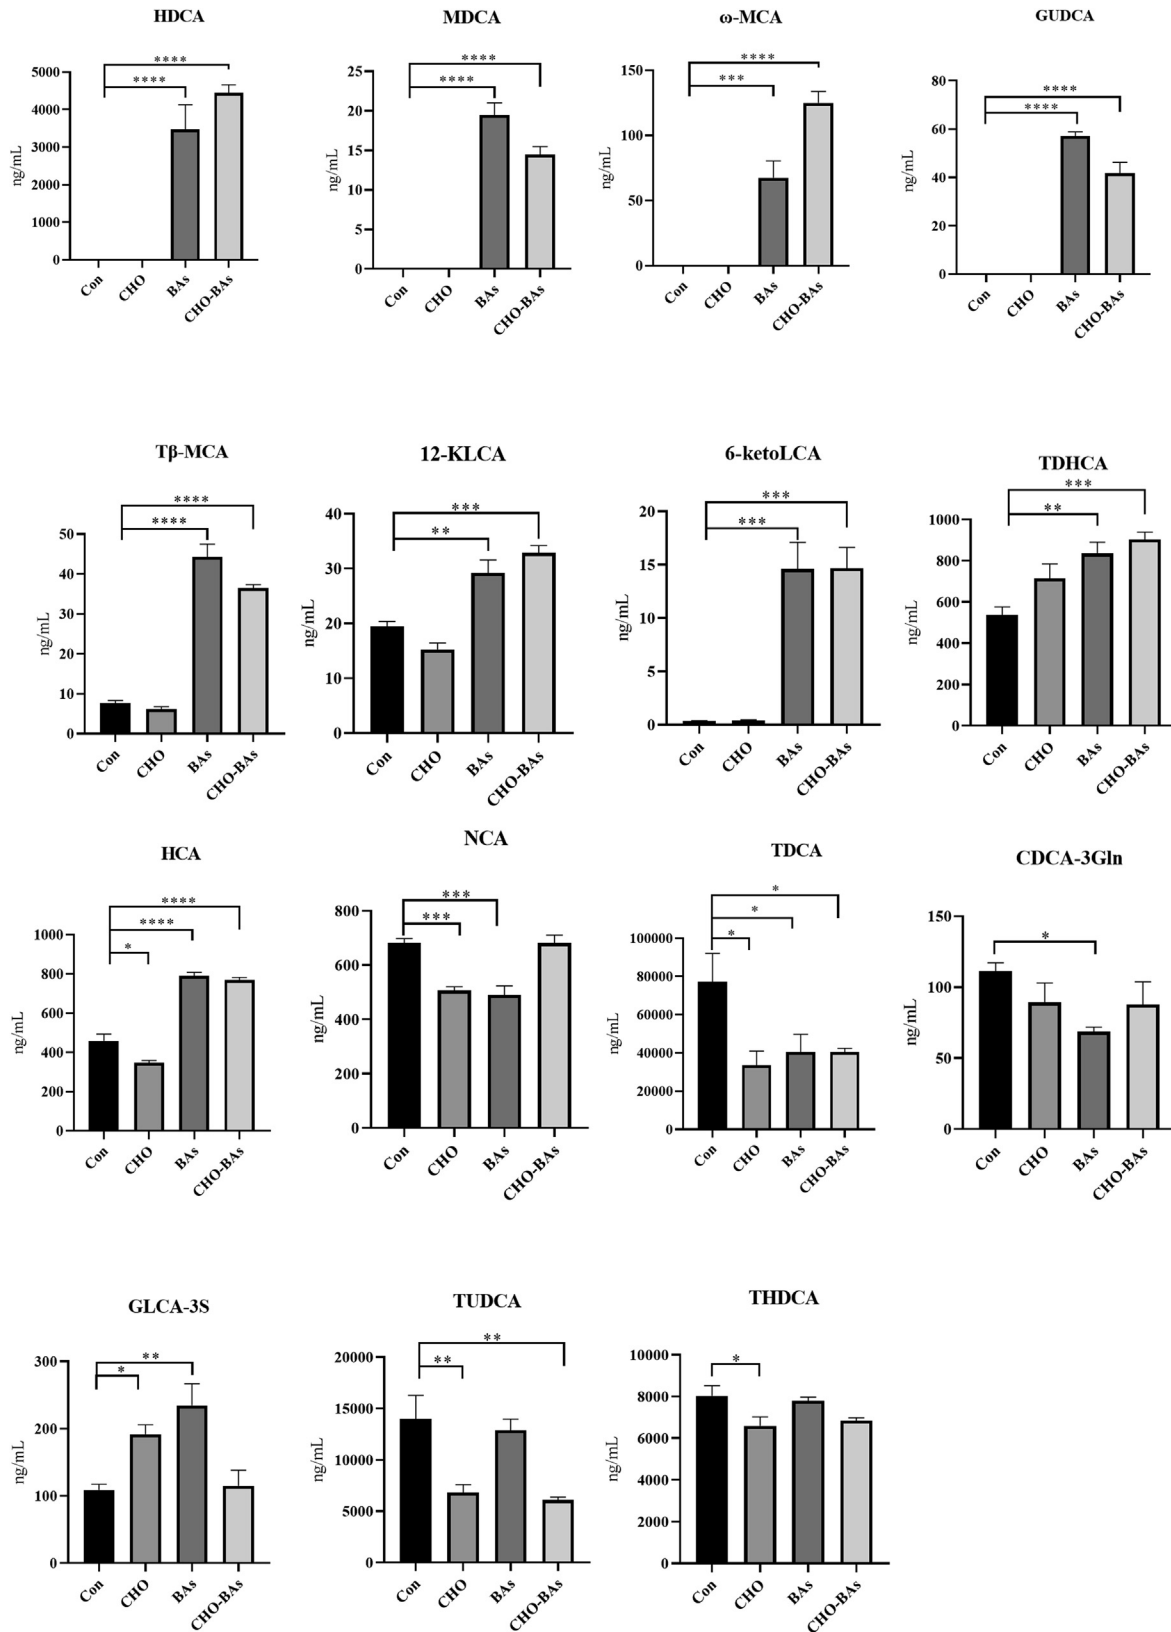 HDCA
****
****
5000
4000
3000
2000
1000
0
ng/mL
Con
CHO
BAs
CHO-BAs
MDCA
****
****
25
20
15
10
5
0
ng/mL
Con
CHO
BAs
CHO-BAs
ω-MCA
****
***
150
100
50
0
ng/mL
Con
CHO
BAs
CHO-BAs
GUDCA
****
****
80
60
40
20
0
ng/mL
Con
CHO
BAs
CHO-BAs
Tβ-MCA
****
****
50
40
30
20
10
0
ng/mL
Con
CHO
BAs
CHO-BAs
12-KLCA
***
**
40
30
20
10
0
ng/mL
Con
CHO
BAs
CHO-BAs
6-ketoLCA
***
***
20
15
10
5
0
ng/mL
Con
CHO
BAs
CHO-BAs
TDHCA
***
**
1000
800
600
400
200
0
ng/mL
Con
CHO
BAs
CHO-BAs
HCA
****
****
*
1000
800
600
400
200
0
ng/mL
Con
CHO
BAs
CHO-BAs
NCA
***
***
800
600
400
200
0
ng/mL
Con
CHO
BAs
CHO-BAs
TDCA
*
*
*
100000
80000
60000
40000
20000
0
ng/mL
Con
CHO
BAs
CHO-BAs
CDCA-3Gln
*
150
100
50
0
ng/mL
Con
CHO
BAs
CHO-BAs
GLCA-3S
**
*
300
200
100
0
ng/mL
Con
CHO
BAs
CHO-BAs
TUDCA
**
**
20000
15000
10000
5000
0
ng/mL
Con
CHO
BAs
CHO-BAs
THDCA
*
10000
8000
6000
4000
2000
0
ng/mL
Con
CHO
BAs
CHO-BAs